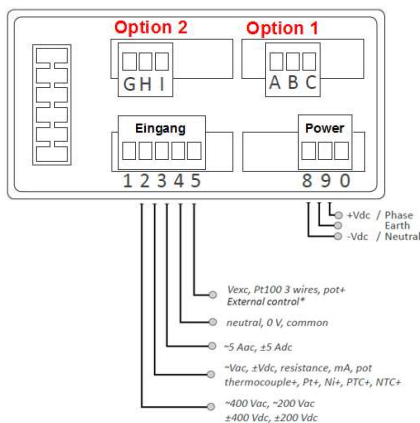 Option 2
Option 1
G H I
A B C
Eingang
Power
1 2 3 4 5
8 9 0
+Vdc / Phase
Earth
-Vdc / Neutral
Vexc, Pt100 3 wires, pot+
External control*
neutral, 0 V, common
~5 Aac, ±5 Adc
~Vac, ±Vdc, resistance, mA, pot
thermocouple+, Pt+, Ni+, PTC+, NTC+
~400 Vac, ~200 Vac
±400 Vdc, ±200 Vdc